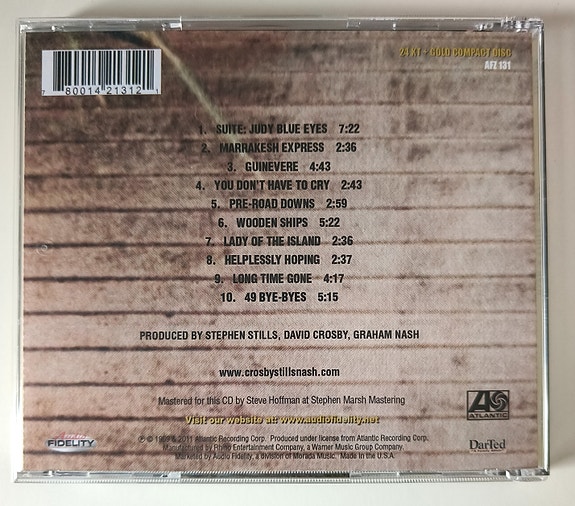 24 KT + GOLD COMPACT DISC
AFZ 131
7 80014 21312 1
1. SUITE: JUDY BLUE EYES 7:22
2. MARRAKESH EXPRESS 2:36
3. GUINEVERE 4:43
4. YOU DON'T HAVE TO CRY 2:43
5. PRE-ROAD DOWNS 2:59
6. WOODEN SHIPS 5:22
7. LADY OF THE ISLAND 2:36
8. HELPLESSLY HOPING 2:37
9. LONG TIME GONE 4:17
10. 49 BYE-BYES 5:15
PRODUCED BY STEPHEN STILLS, DAVID CROSBY, GRAHAM NASH
www.crosbystillsnash.com
Mastered for this CD by Steve Hoffman at Stephen Marsh Mastering
Visit our website at: www.audiofidelity.net
ATLANTIC
FIDELITY
℗ © 1969 & 2011 Atlantic Recording Corp. Produced under license from Atlantic Recording Corp.
Manufactured by Rhino Entertainment Company, a Warner Music Group Company.
Marketed by Audio Fidelity, a division of Morada Music. Made in the U.S.A.
DarTed